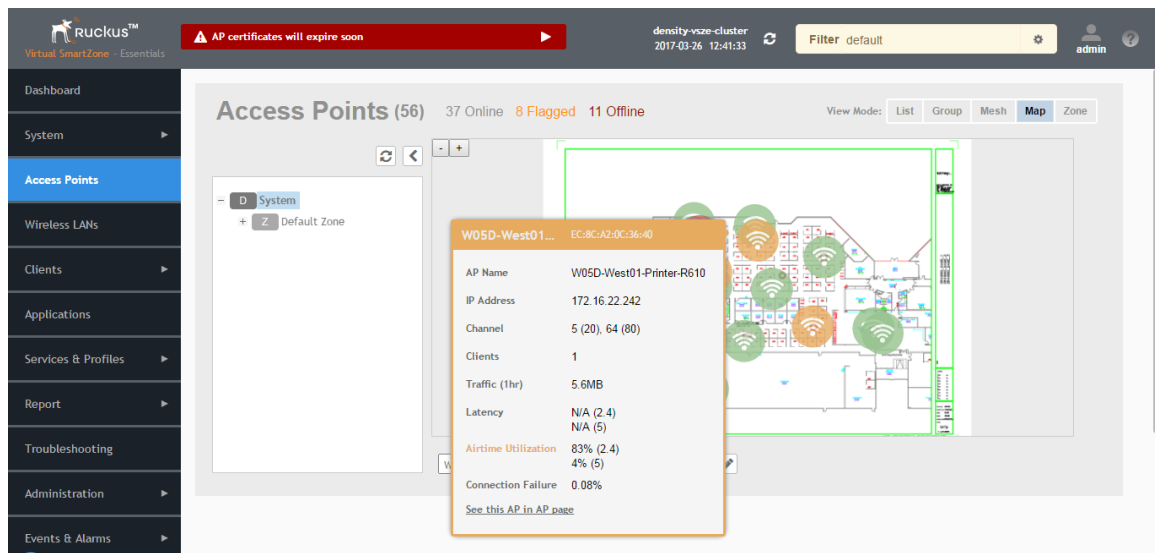 Ruckus™
Virtual SmartZone - Essentials
AP certificates will expire soon
density-vsze-cluster
2017-03-26 12:41:33
Filter default
admin
?
Dashboard
System
Access Points
Wireless LANs
Clients
Applications
Services & Profiles
Report
Troubleshooting
Administration
Events & Alarms
Access Points (56) 37 Online 8 Flagged 11 Offline
View Mode: List Group Mesh Map Zone
- +
D System
+ Z Default Zone
W05D-West01... EC:8C:A2:0C:36:40
AP Name W05D-West01-Printer-R610
IP Address 172.16.22.242
Channel 5 (20), 64 (80)
Clients 1
Traffic (1hr) 5.6MB
Latency N/A (2.4)
N/A (5)
Airtime Utilization 83% (2.4)
4% (5)
Connection Failure 0.08%
See this AP in AP page